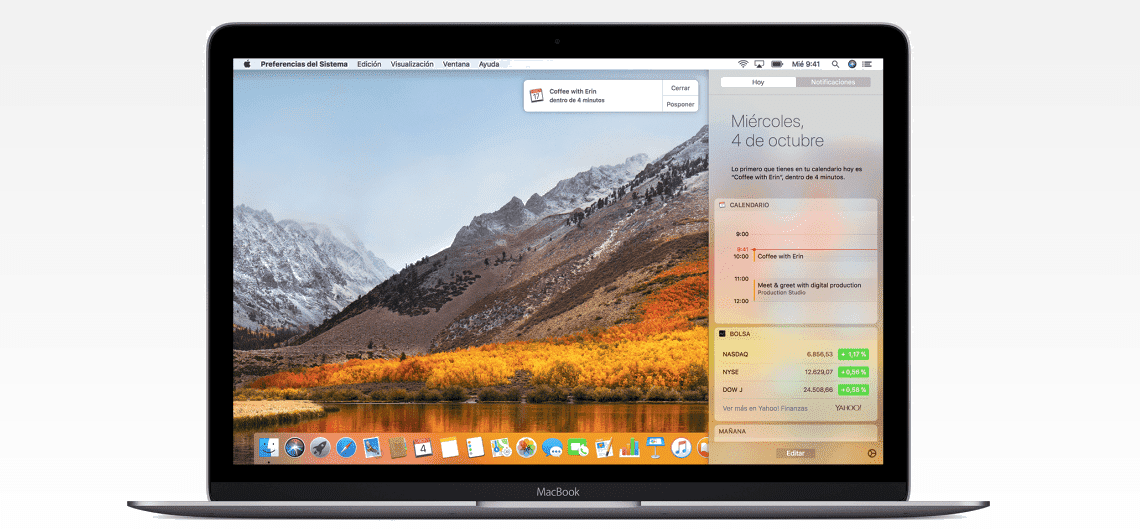 Preferencias del Sistema Edición Visualización Ventana Ayuda Mié 9:41
Coffee with Erin
dentro de 4 minutos
Cerrar
Posponer
17
Hoy Notificaciones
Miércoles,
4 de octubre
Lo primero que tienes en tu calendario hoy es
"Coffee with Erin", dentro de 4 minutos.
CALENDARIO
9:00
9:41
10:00 Coffee with Erin
11:00
Meet & greet with digital production
Production Studio
12:00
BOLSA
NASDAQ 6.856,53 + 1,17 %
NYSE 12.629,07 +0,56 %
DOW J 24.508,66 +0,58 %
Ver más en Yahoo! Finanzas YAHOO!
MAÑANA
Editar
4
MacBook